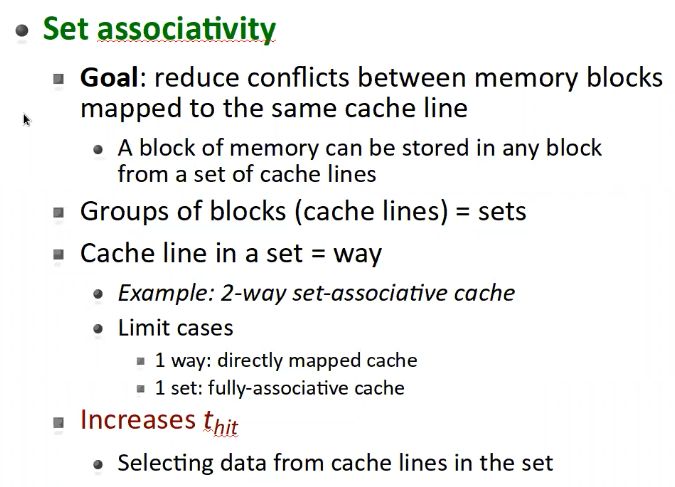 Set associativity
Goal: reduce conflicts between memory blocks
mapped to the same cache line
A block of memory can be stored in any block
from a set of cache lines
Groups of blocks (cache lines) = sets
Cache line in a set = way
Example: 2-way set-associative cache
Limit cases
1 way: directly mapped cache
1 set: fully-associative cache
Increases t_hit
Selecting data from cache lines in the set